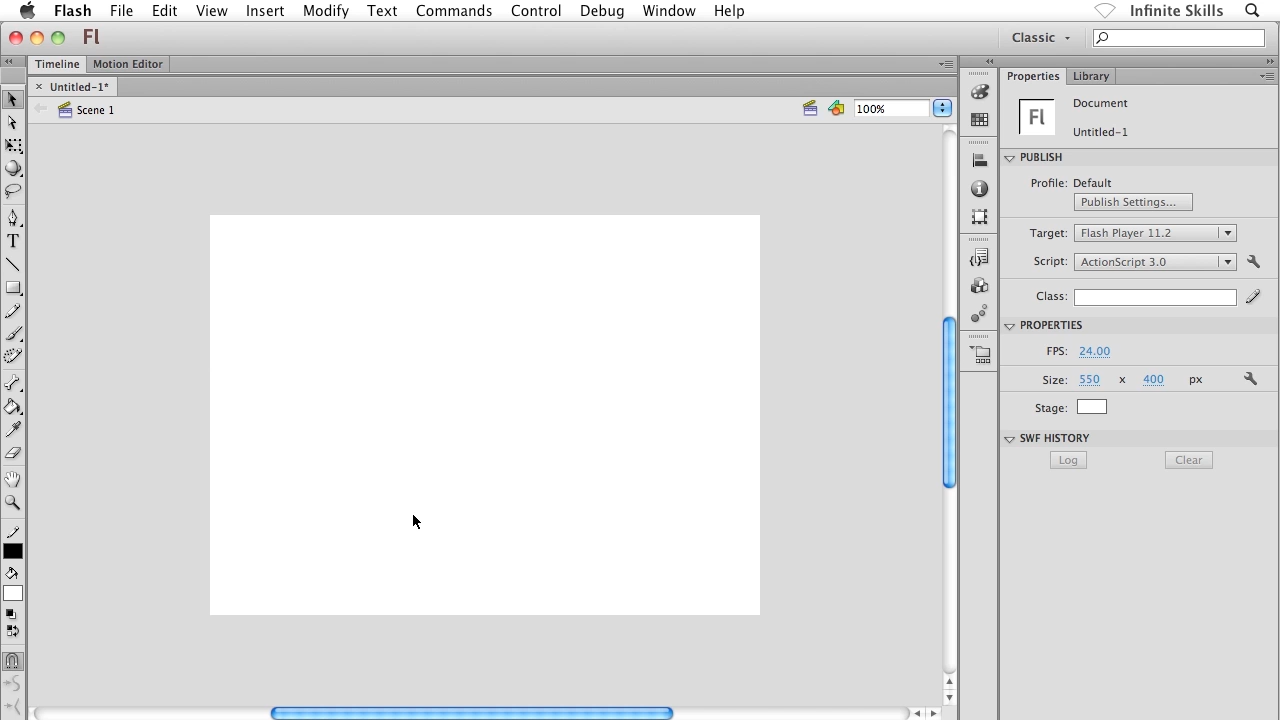 Flash File Edit View Insert Modify Text Commands Control Debug Window Help Infinite Skills
Fl Classic
Timeline Motion Editor
Untitled-1*
Scene 1 100%
Properties Library
Fl Document
Untitled-1
PUBLISH
Profile: Default
Publish Settings...
Target: Flash Player 11.2
Script: ActionScript 3.0
Class:
PROPERTIES
FPS: 24.00
Size: 550 x 400 px
Stage:
SWF HISTORY
Log Clear